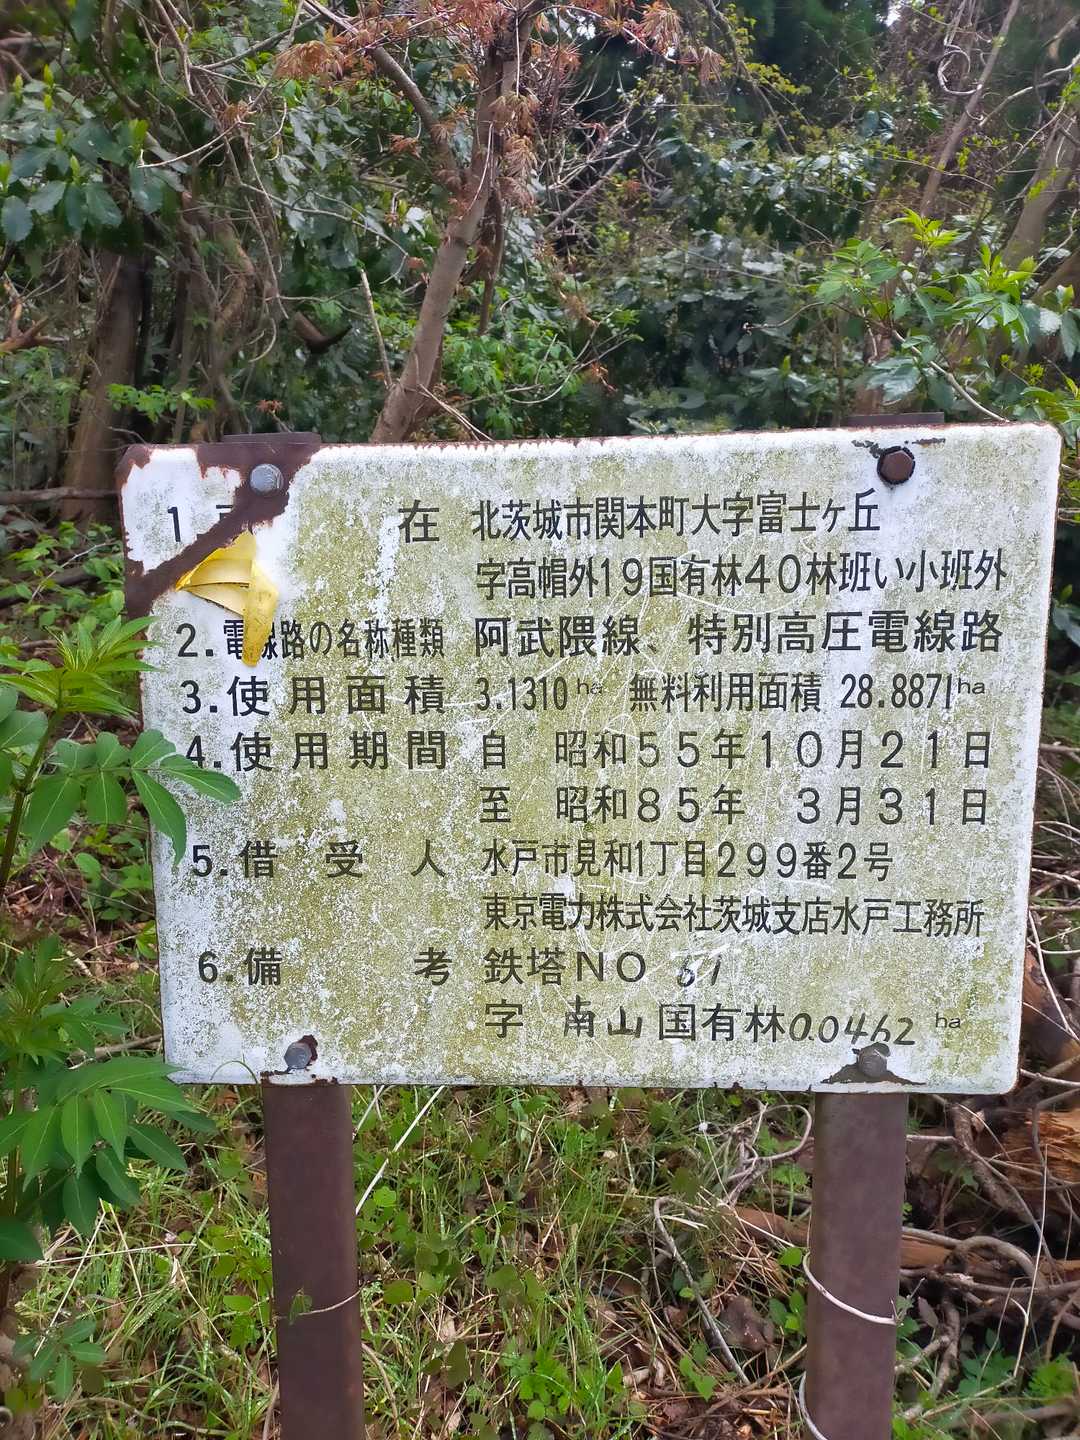 1 在 北茨城市関本町大字富士ヶ丘
字高帽外19国有林40林班い小班外
2.電線路の名称種類 阿武隈線、特別高圧電線路
3.使用面積 3.1310ha 無料利用面積 28.8871ha
4.使用期間 自 昭和55年10月21日
至 昭和85年 3月31日
5.借受人 水戸市見和1丁目299番2号
東京電力株式会社茨城支店水戸工務所
6.備考 鉄塔NO 61
字 南山 国有林0.0462 ha